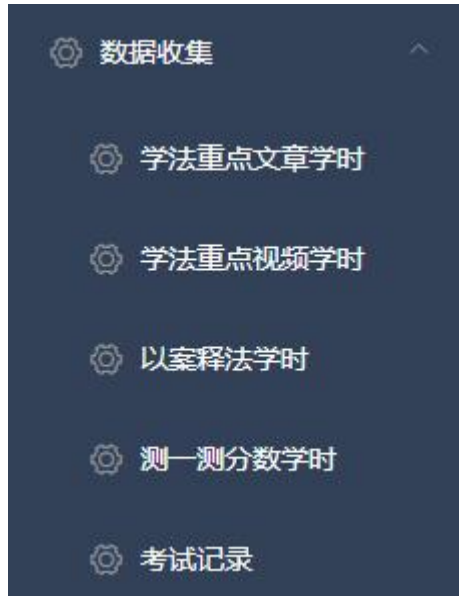 数据收集
学法重点文章学时
学法重点视频学时
以案释法学时
测一测分数学时
考试记录